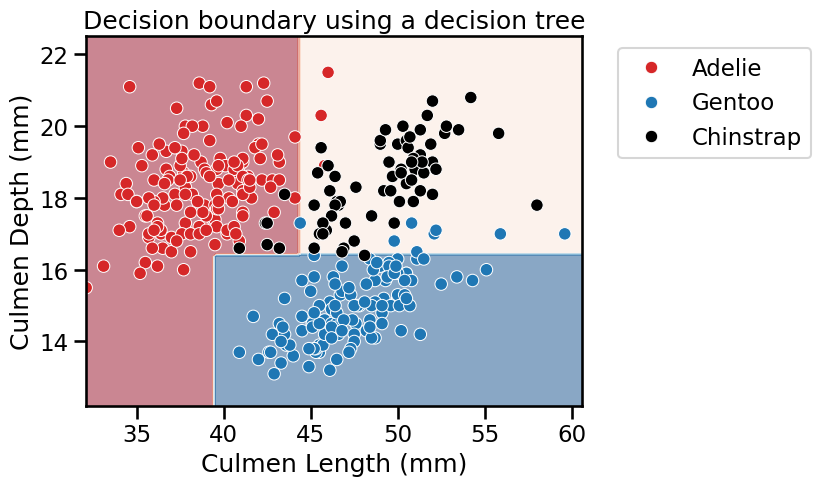 Decision boundary using a decision tree
22
20
18
16
14
Culmen Depth (mm)
35
40
45
50
55
60
Culmen Length (mm)
Adelie
Gentoo
Chinstrap